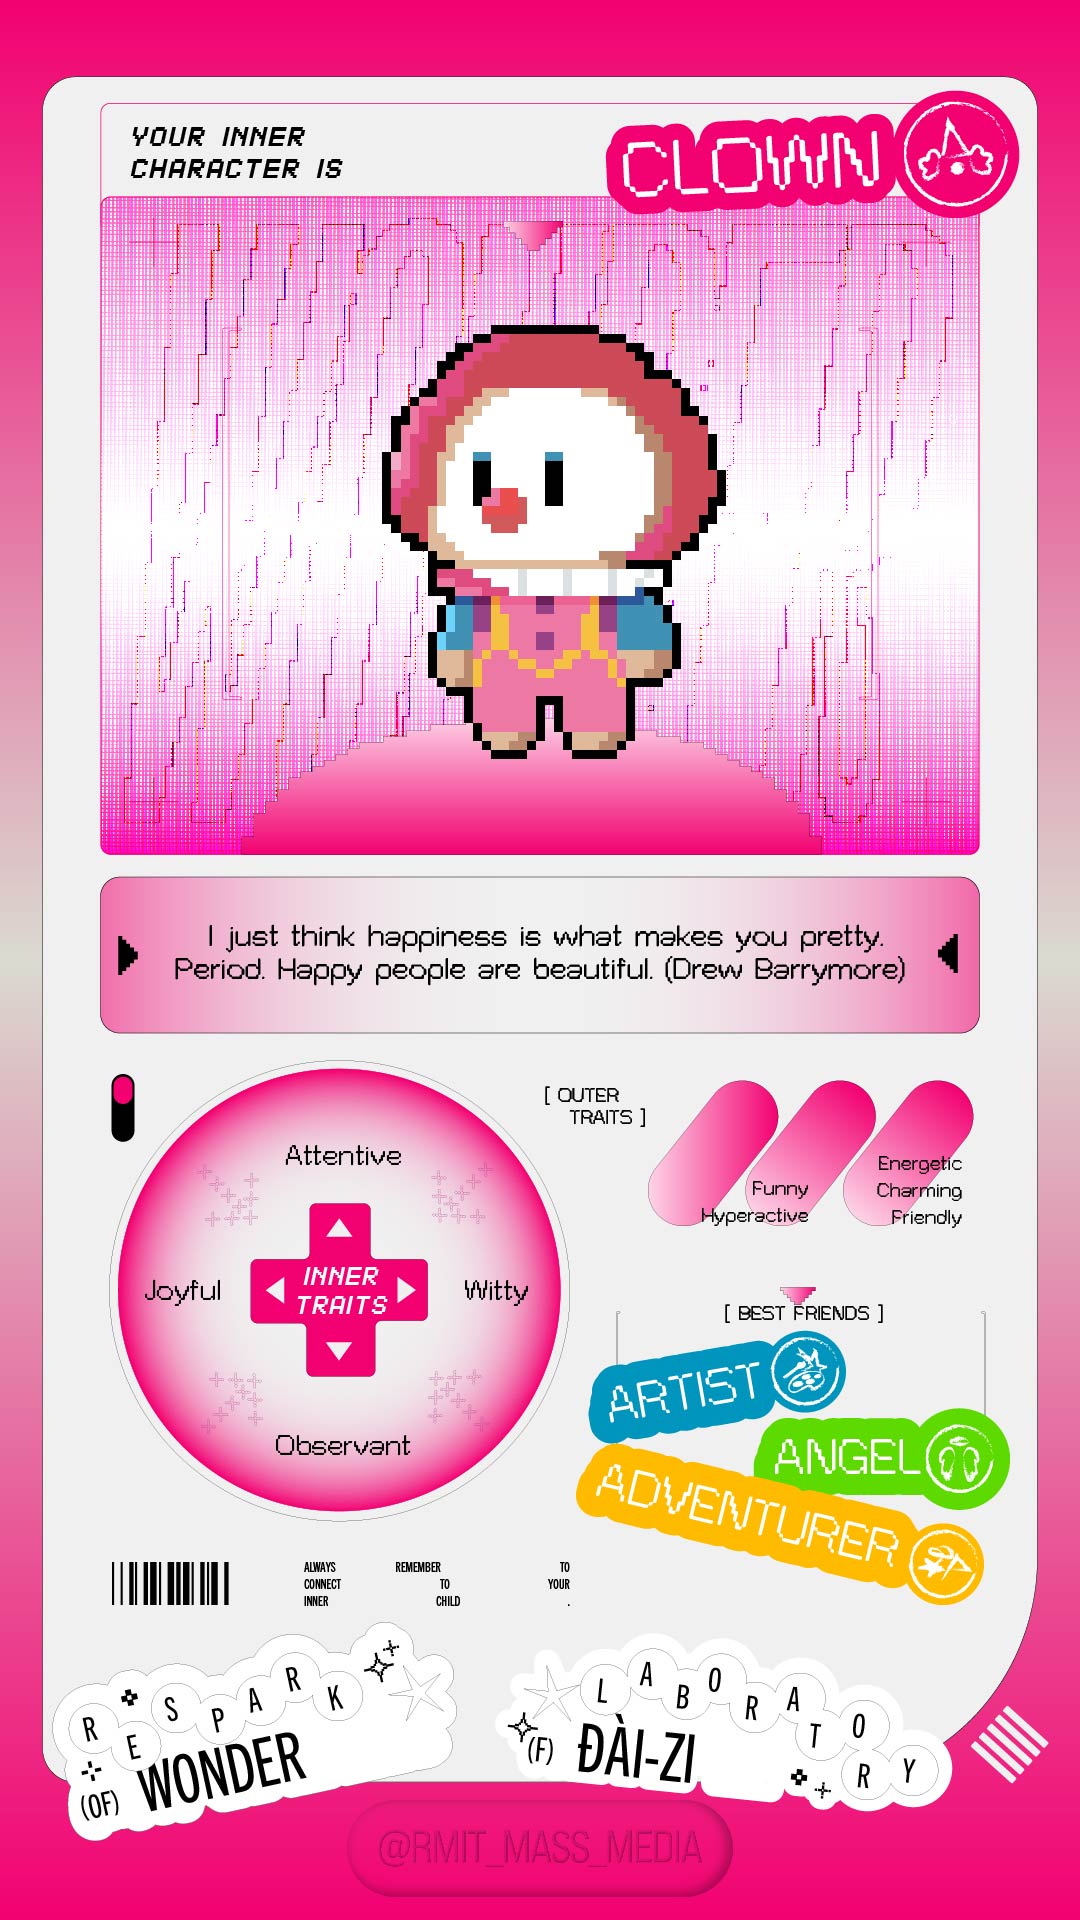 YOUR INNER
CHARACTER IS
CLOWN
I just think happiness is what makes you pretty.
Period. Happy people are beautiful. (Drew Barrymore)
Attentive
Joyful
INNER
TRAITS
Witty
Observant
[ OUTER
TRAITS ]
Funny
Hyperactive
Energetic
Charming
Friendly
[ BEST FRIENDS ]
ARTIST
ANGEL
ADVENTURER
ALWAYS REMEMBER TO
CONNECT TO YOUR
INNER CHILD .
RESPARK
(OF) WONDER
LABORATORY
(F) ĐÀI-ZI
@RMIT_MASS_MEDIA